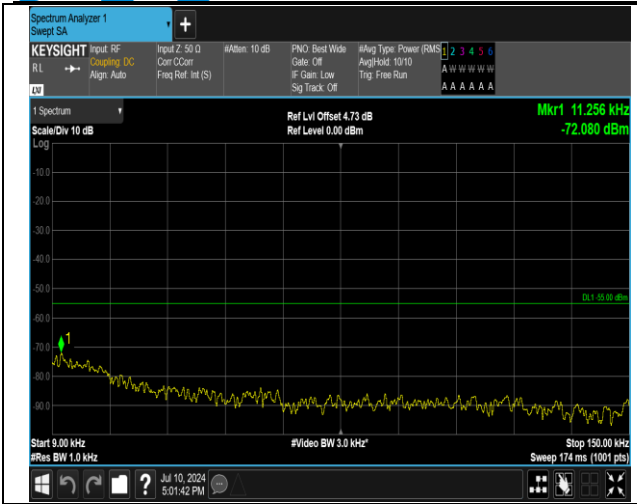 Spectrum Analyzer 1
Swept SA
+
KEYSIGHT
RL
LXI
Input: RF
Coupling: DC
Align: Auto
Input Z: 50 Ω
Corr CCorr
Freq Ref: Int (S)
#Atten: 10 dB
PNO: Best Wide
Gate: Off
IF Gain: Low
Sig Track: Off
#Avg Type: Power (RMS
Avg|Hold: 10/10
Trig: Free Run
1 2 3 4 5 6
A W W W W W
A A A A A A
1 Spectrum
Scale/Div 10 dB
Log
Ref Lvl Offset 4.73 dB
Ref Level 0.00 dBm
Mkr1 11.256 kHz
-72.080 dBm
-10.0
-20.0
-30.0
-40.0
-50.0
DL1 -55.00 dBm
1
-70.0
-80.0
-90.0
Start 9.00 kHz
#Res BW 1.0 kHz
#Video BW 3.0 kHz*
Stop 150.00 kHz
Sweep 174 ms (1001 pts)
?
Jul 10, 2024
5:01:42 PM